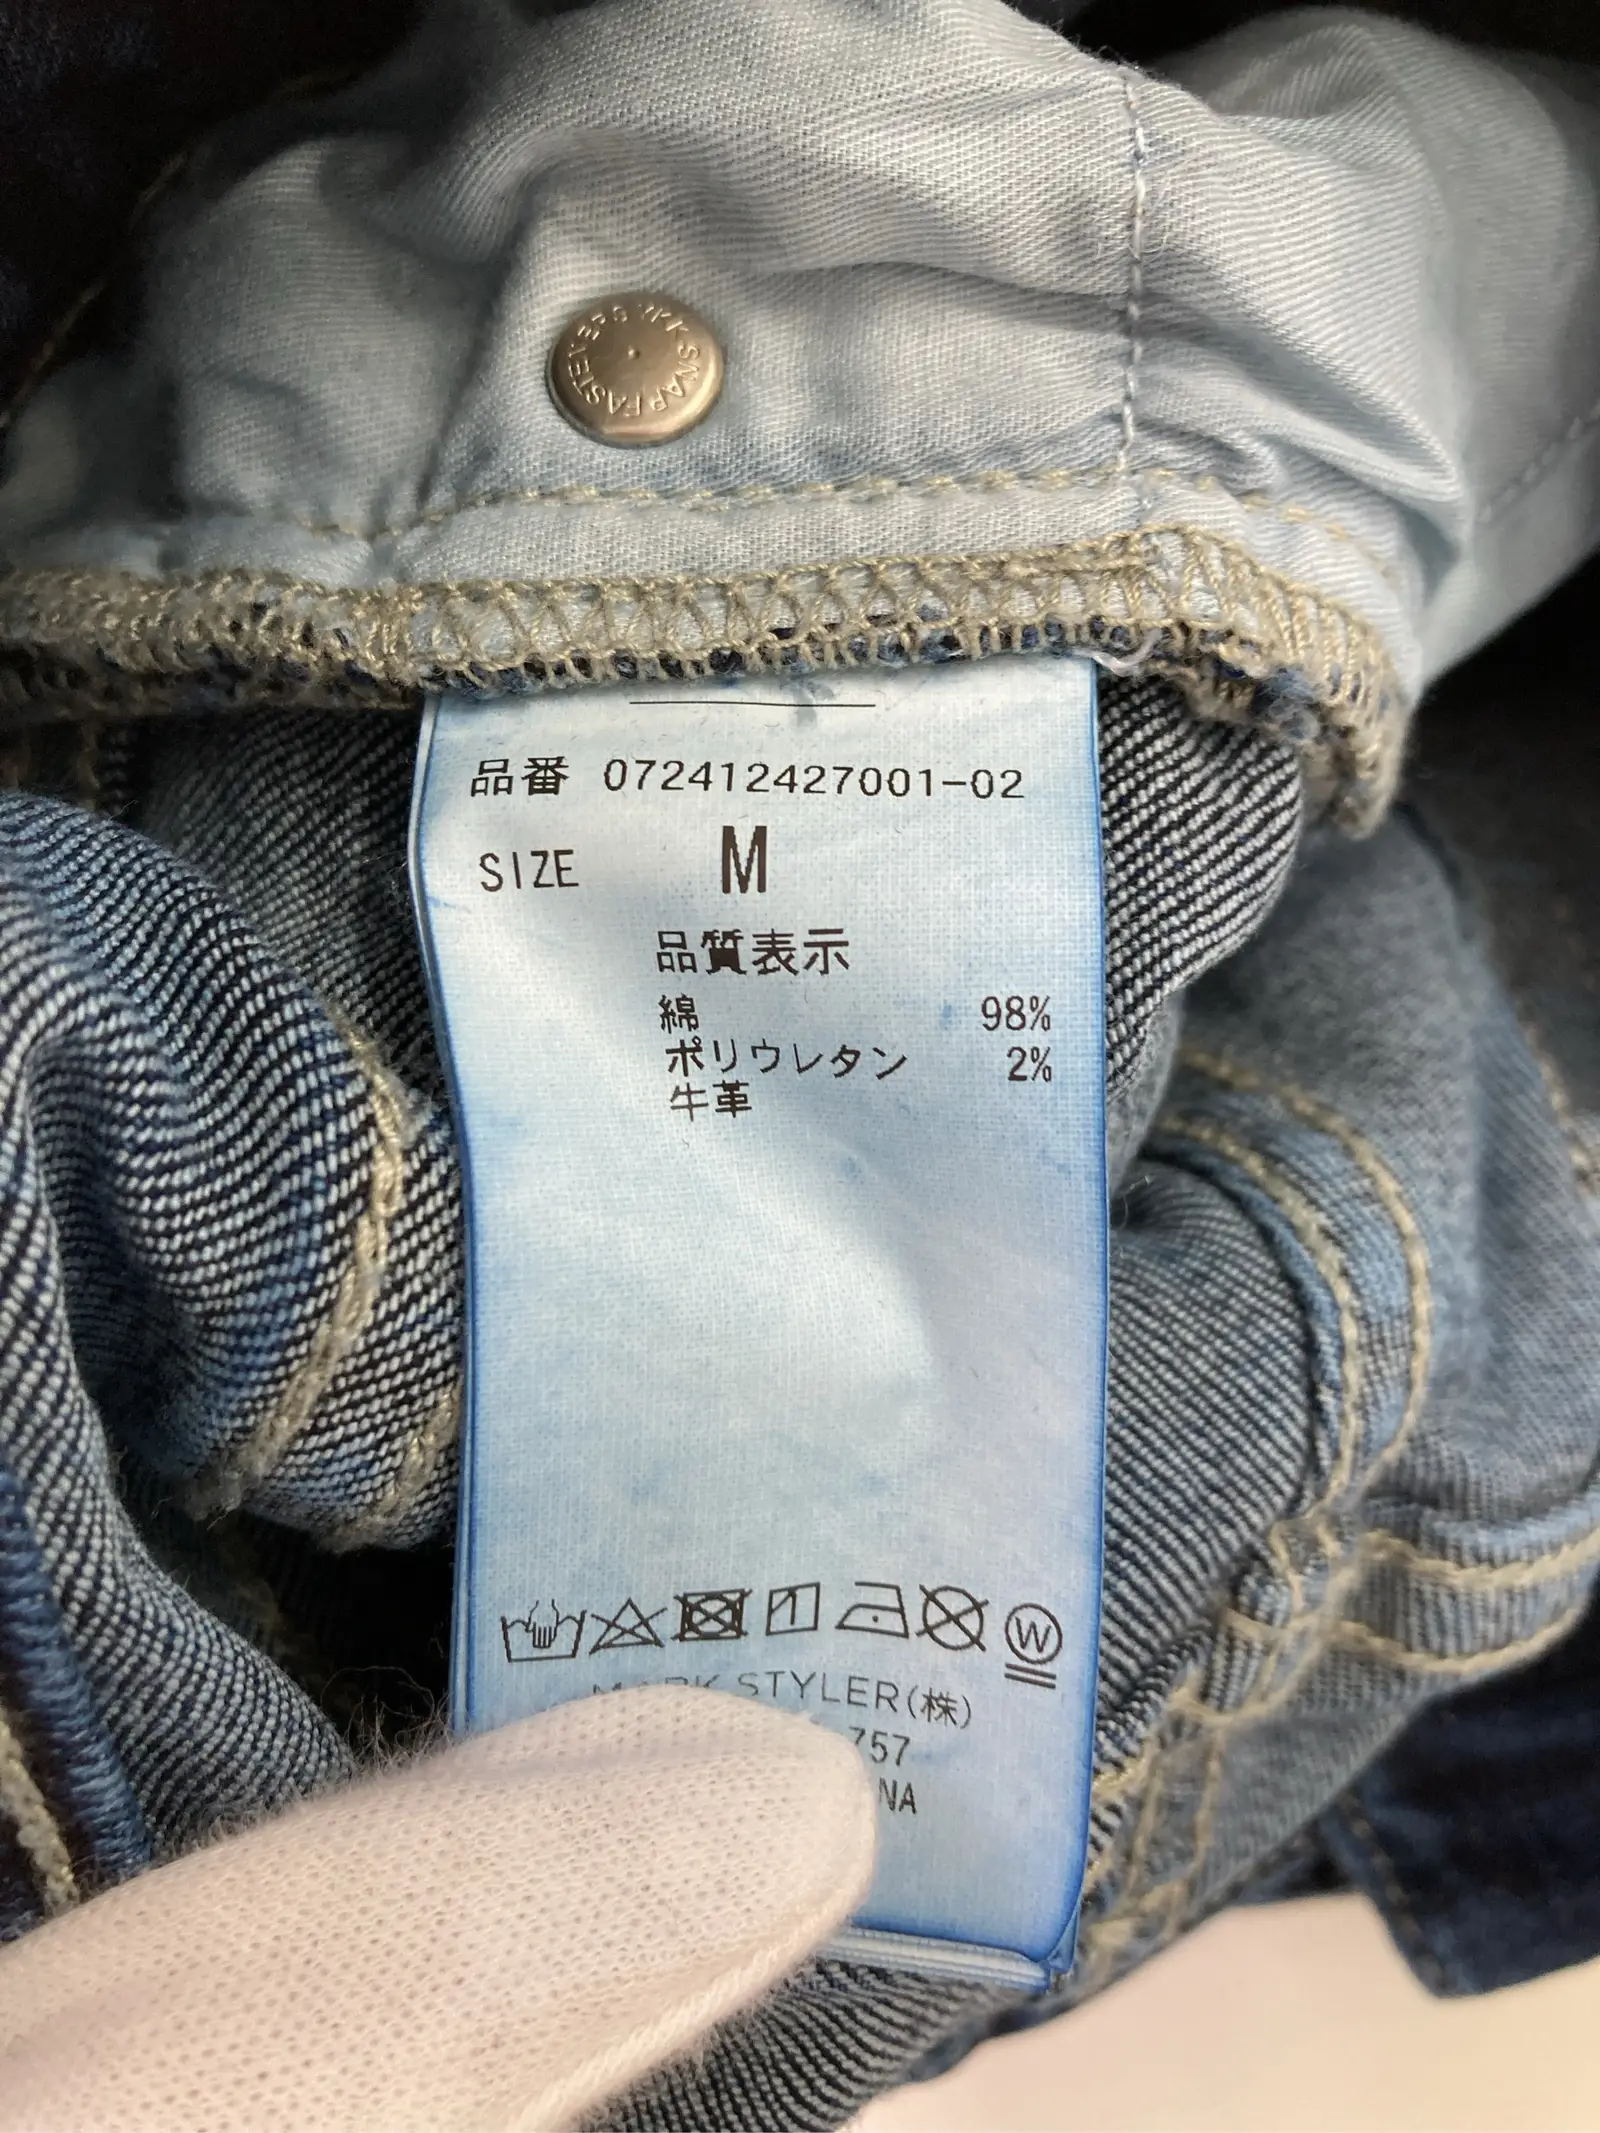 YKK SNAP FASTENERS
品番 072412427001-02
SIZE M
品質表示
綿 98%
ポリウレタン 2%
牛革
W
STYLER(株)
757
NA